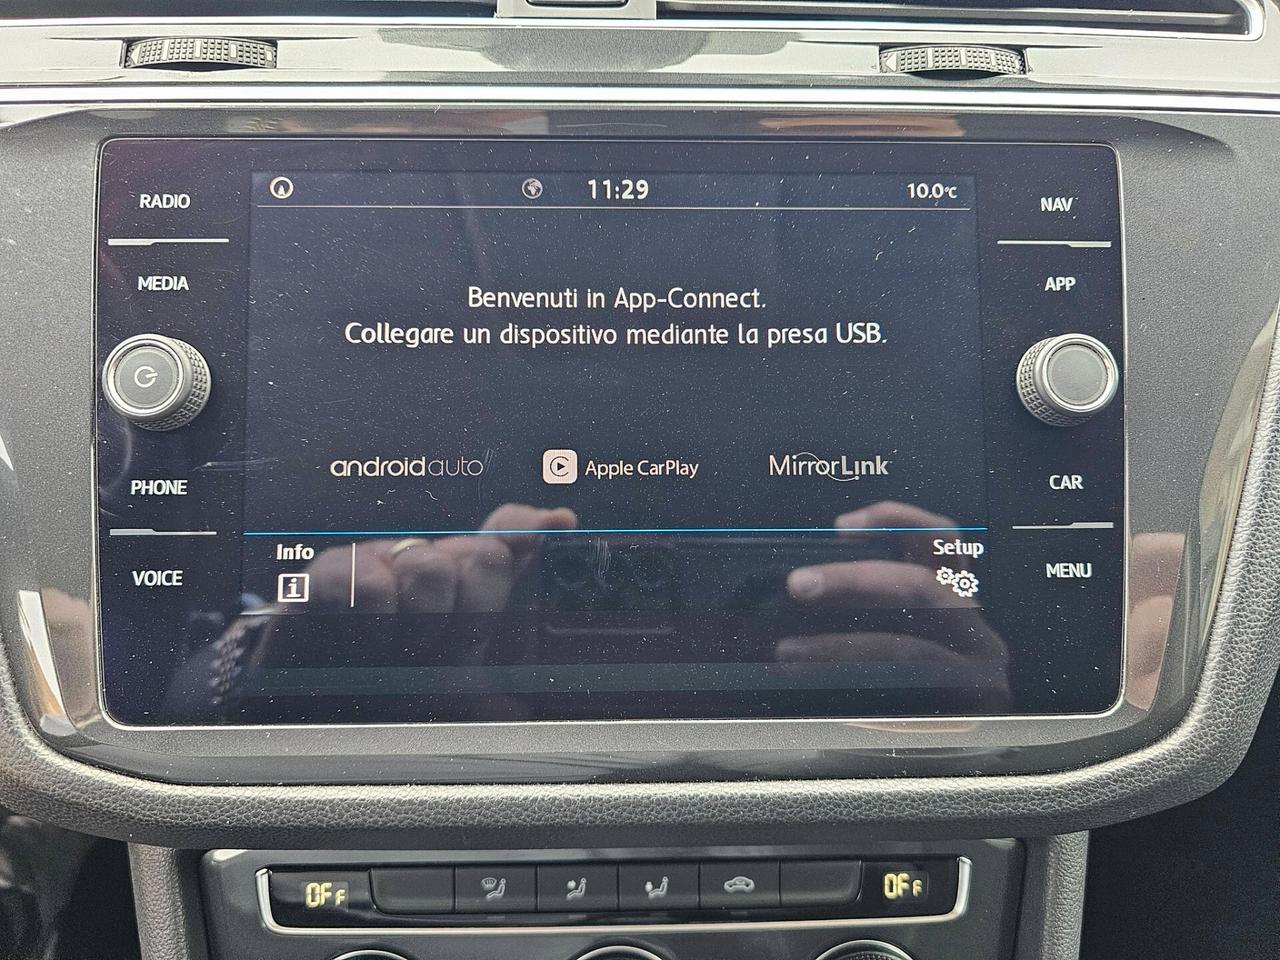 RADIO
MEDIA
PHONE
VOICE
11:29
10.0°C
Benvenuti in App-Connect.
Collegare un dispositivo mediante la presa USB.
androidauto
Apple CarPlay
MirrorLink
Info
i
Setup
NAV
APP
CAR
MENU
OFF
OFF